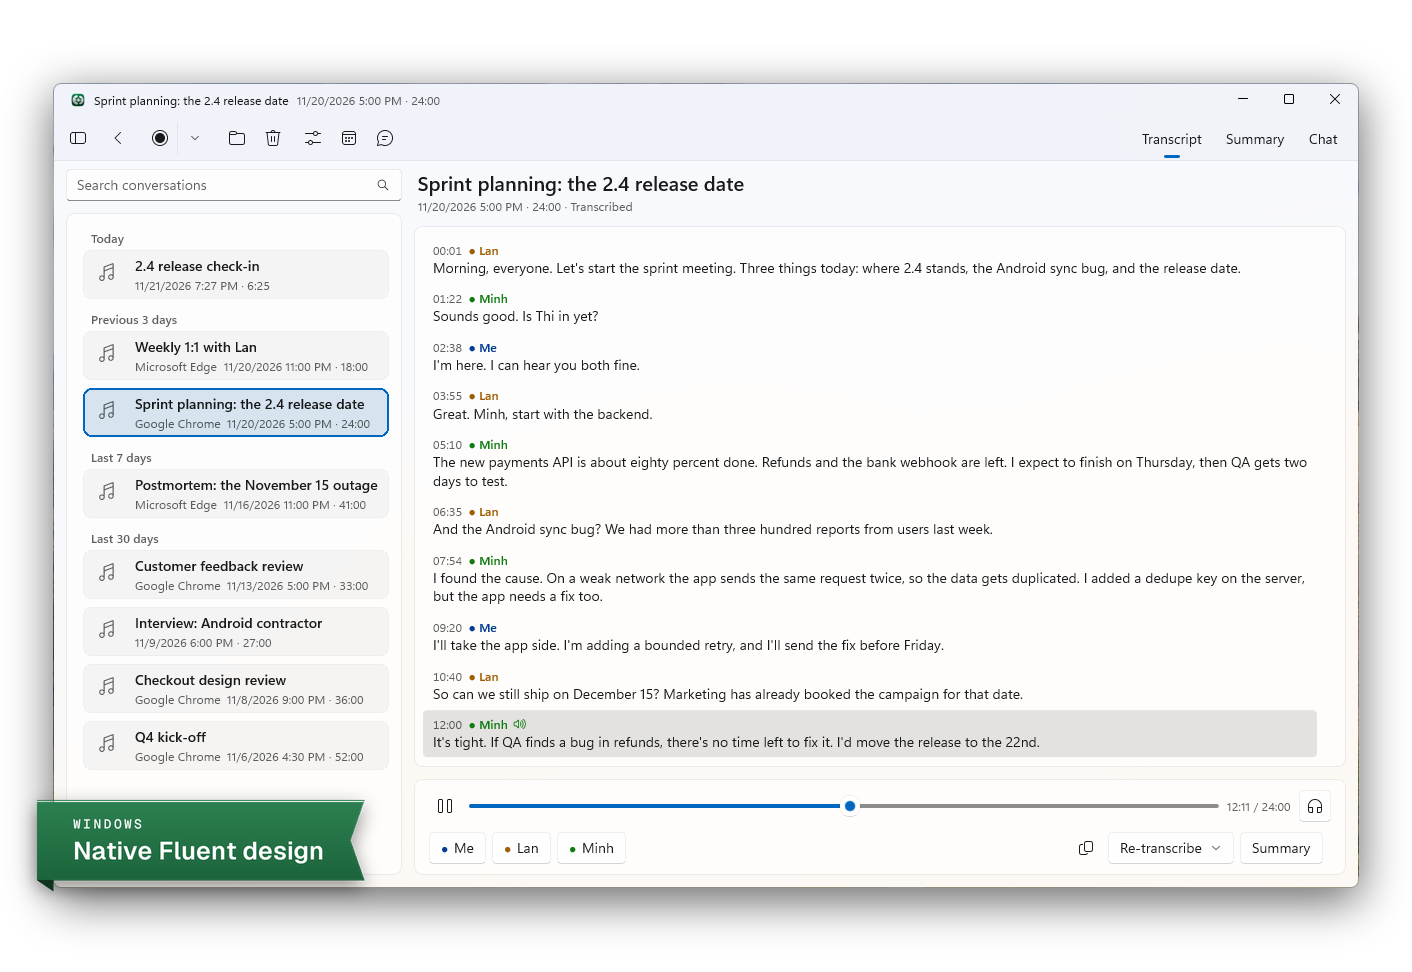 Sprint planning: the 2.4 release date 11/20/2026 5:00 PM · 24:00
Transcript Summary Chat
Search conversations
Today
2.4 release check-in
11/21/2026 7:27 PM · 6:25
Previous 3 days
Weekly 1:1 with Lan
Microsoft Edge 11/20/2026 11:00 PM · 18:00
Sprint planning: the 2.4 release date
Google Chrome 11/20/2026 5:00 PM · 24:00
Last 7 days
Postmortem: the November 15 outage
Microsoft Edge 11/16/2026 11:00 PM · 41:00
Last 30 days
Customer feedback review
Google Chrome 11/13/2026 5:00 PM · 33:00
Interview: Android contractor
11/9/2026 6:00 PM · 27:00
Checkout design review
Google Chrome 11/8/2026 9:00 PM · 36:00
Q4 kick-off
Google Chrome 11/6/2026 4:30 PM · 52:00
WINDOWS
Native Fluent design
Sprint planning: the 2.4 release date
11/20/2026 5:00 PM · 24:00 · Transcribed
00:01 ● Lan
Morning, everyone. Let's start the sprint meeting. Three things today: where 2.4 stands, the Android sync bug, and the release date.
01:22 ● Minh
Sounds good. Is Thi in yet?
02:38 ● Me
I'm here. I can hear you both fine.
03:55 ● Lan
Great. Minh, start with the backend.
05:10 ● Minh
The new payments API is about eighty percent done. Refunds and the bank webhook are left. I expect to finish on Thursday, then QA gets two
days to test.
06:35 ● Lan
And the Android sync bug? We had more than three hundred reports from users last week.
07:54 ● Minh
I found the cause. On a weak network the app sends the same request twice, so the data gets duplicated. I added a dedupe key on the server,
but the app needs a fix too.
09:20 ● Me
I'll take the app side. I'm adding a bounded retry, and I'll send the fix before Friday.
10:40 ● Lan
So can we still ship on December 15? Marketing has already booked the campaign for that date.
12:00 ● Minh
It's tight. If QA finds a bug in refunds, there's no time left to fix it. I'd move the release to the 22nd.
12:11 / 24:00
● Me ● Lan ● Minh Re-transcribe Summary